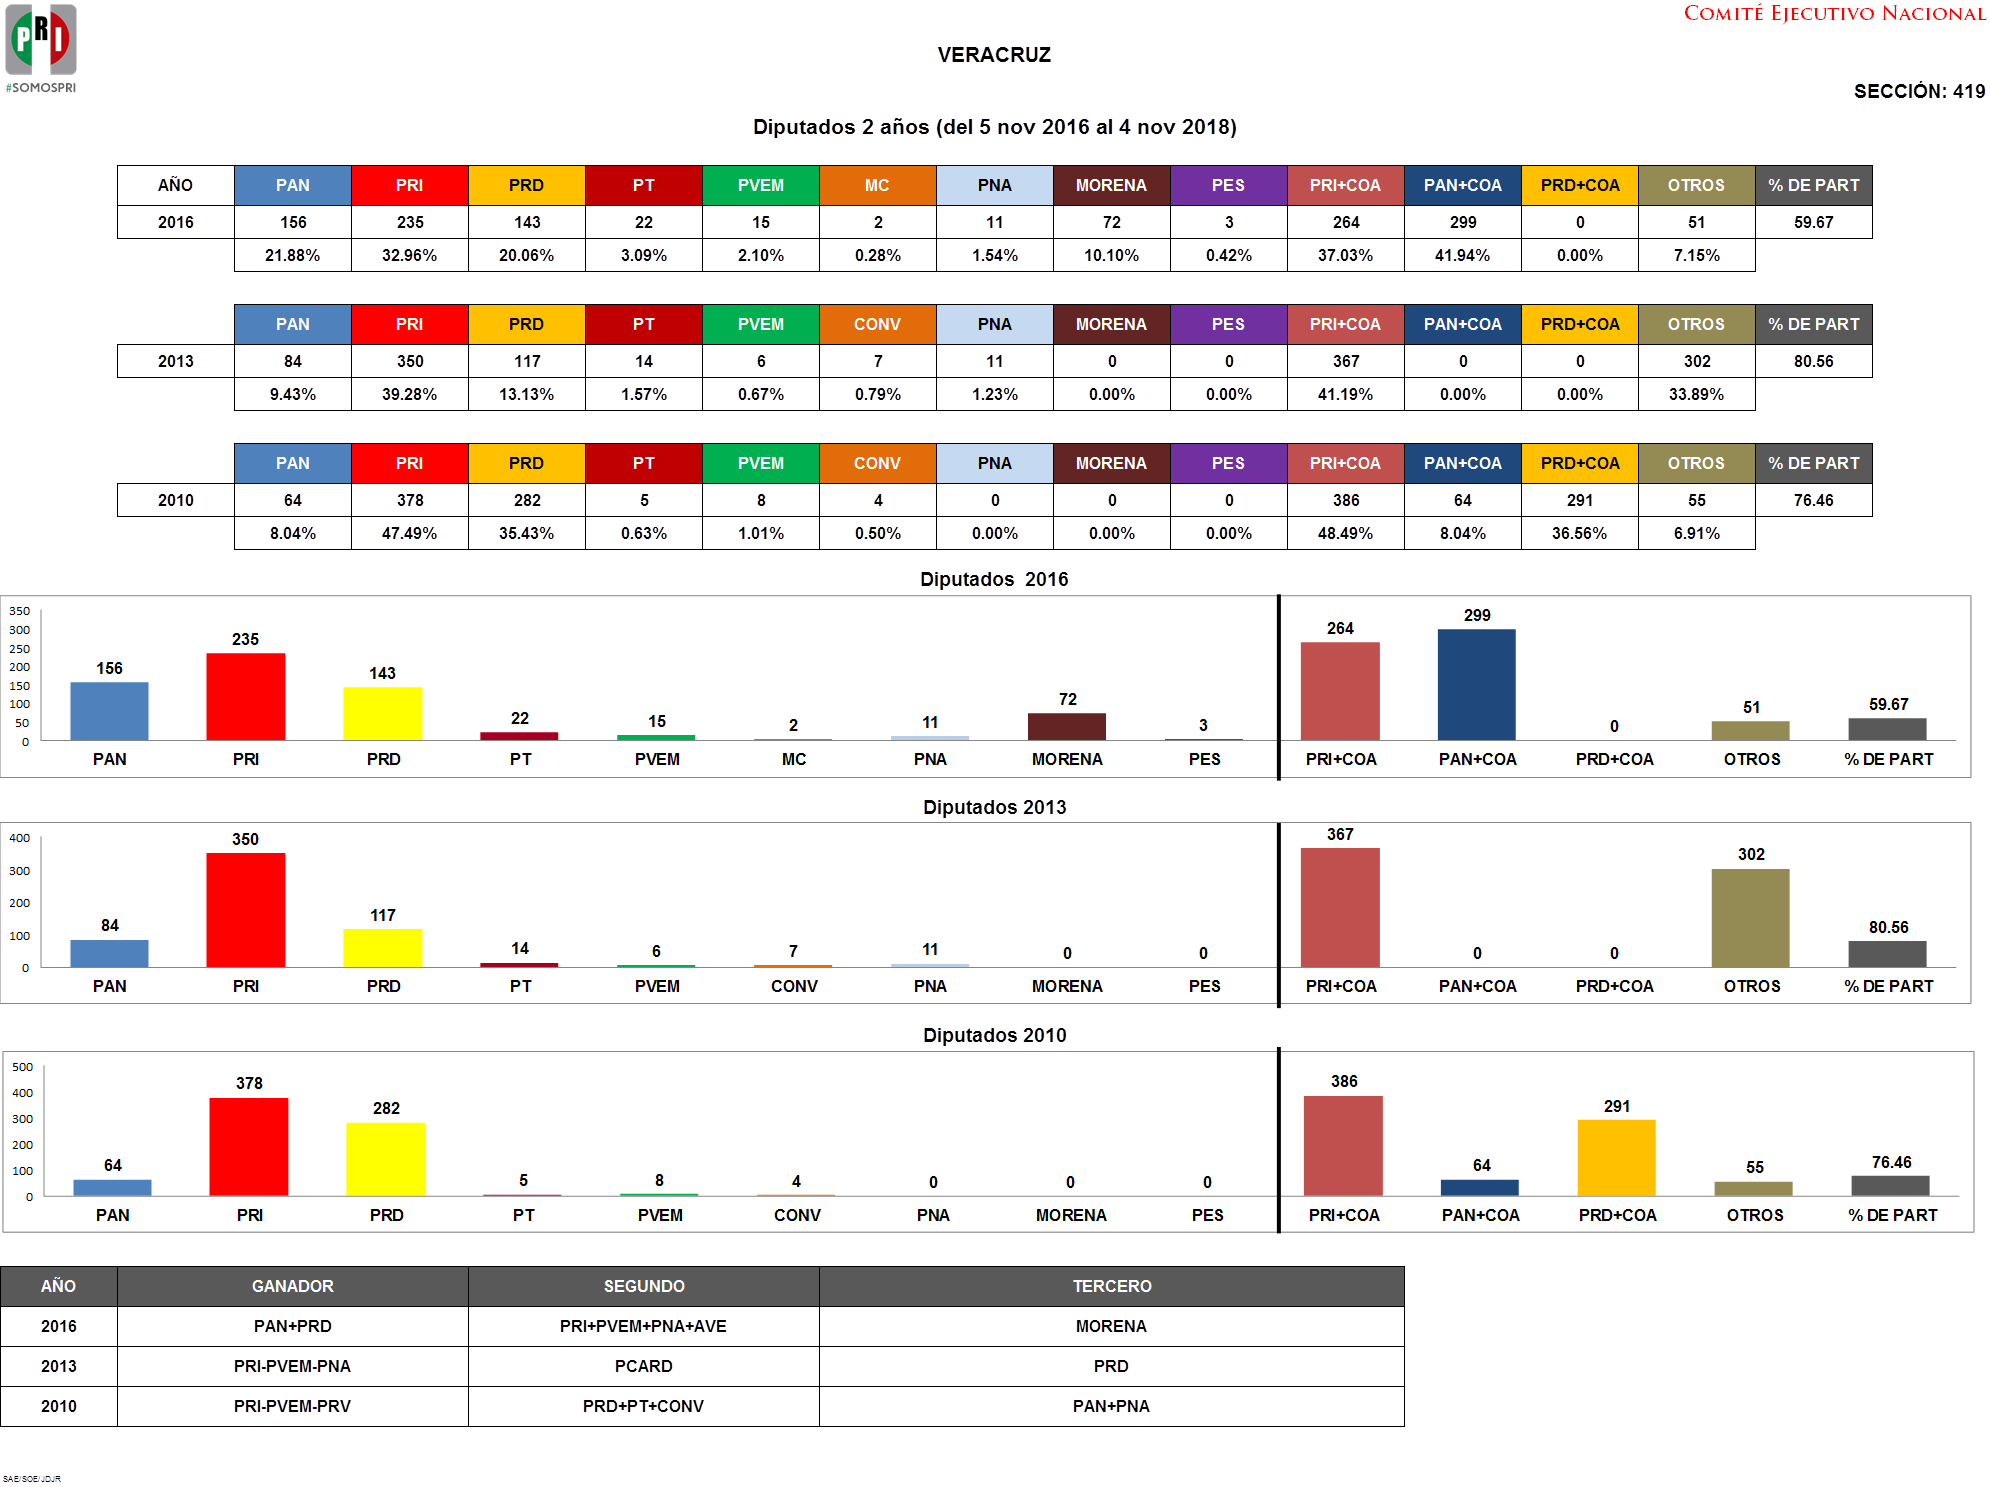 PRI
#SOMOSPRI
COMITÉ EJECUTIVO NACIONAL
VERACRUZ
SECCIÓN: 419
Diputados 2 años (del 5 nov 2016 al 4 nov 2018)
AÑO PAN PRI PRD PT PVEM MC PNA MORENA PES PRI+COA PAN+COA PRD+COA OTROS % DE PART
2016 156 235 143 22 15 2 11 72 3 264 299 0 51 59.67
21.88% 32.96% 20.06% 3.09% 2.10% 0.28% 1.54% 10.10% 0.42% 37.03% 41.94% 0.00% 7.15%
PAN PRI PRD PT PVEM CONV PNA MORENA PES PRI+COA PAN+COA PRD+COA OTROS % DE PART
2013 84 350 117 14 6 7 11 0 0 367 0 0 302 80.56
9.43% 39.28% 13.13% 1.57% 0.67% 0.79% 1.23% 0.00% 0.00% 41.19% 0.00% 0.00% 33.89%
PAN PRI PRD PT PVEM CONV PNA MORENA PES PRI+COA PAN+COA PRD+COA OTROS % DE PART
2010 64 378 282 5 8 4 0 0 0 386 64 291 55 76.46
8.04% 47.49% 35.43% 0.63% 1.01% 0.50% 0.00% 0.00% 0.00% 48.49% 8.04% 36.56% 6.91%
Diputados 2016
350
300
250
200
150
100
50
0
156 235 143 22 15 2 11 72 3 264 299 0 51 59.67
PAN PRI PRD PT PVEM MC PNA MORENA PES PRI+COA PAN+COA PRD+COA OTROS % DE PART
Diputados 2013
400
300
200
100
0
84 350 117 14 6 7 11 0 0 367 0 0 302 80.56
PAN PRI PRD PT PVEM CONV PNA MORENA PES PRI+COA PAN+COA PRD+COA OTROS % DE PART
Diputados 2010
500
400
300
200
100
0
64 378 282 5 8 4 0 0 0 386 64 291 55 76.46
PAN PRI PRD PT PVEM CONV PNA MORENA PES PRI+COA PAN+COA PRD+COA OTROS % DE PART
AÑO GANADOR SEGUNDO TERCERO
2016 PAN+PRD PRI+PVEM+PNA+AVE MORENA
2013 PRI-PVEM-PNA PCARD PRD
2010 PRI-PVEM-PRV PRD+PT+CONV PAN+PNA
SAE/SOE/JDJR